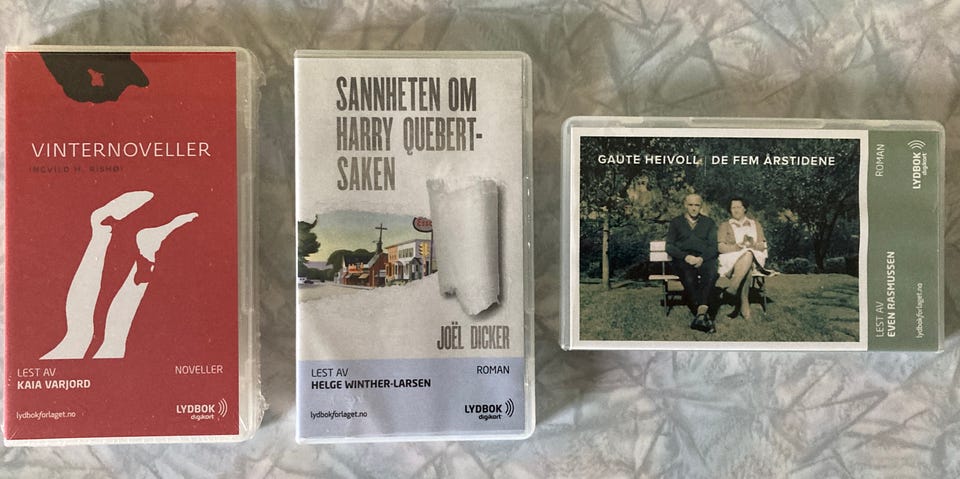 VINTERNOVELLER
INGVILD H. RISHØI
LEST AV
KAIA VARJORD
NOVELLER
lydbokforlaget.no
LYDBOK
digikort
SANNHETEN OM
HARRY QUEBERT-
SAKEN
Esso
JOËL DICKER
LEST AV
HELGE WINTHER-LARSEN
ROMAN
lydbokforlaget.no
LYDBOK
digikort
GAUTE HEIVOLL DE FEM ÅRSTIDENE
LEST AV
EVEN RASMUSSEN
ROMAN
lydbokforlaget.no
LYDBOK
digikort